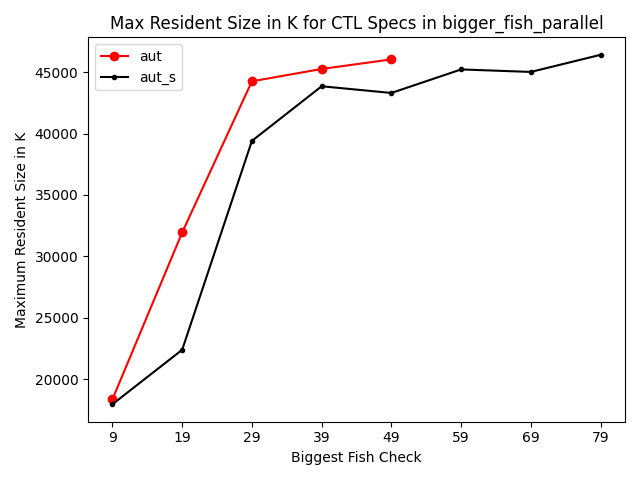 Max Resident Size in K for CTL Specs in bigger_fish_parallel
aut
aut_s
Maximum Resident Size in K
45000
40000
35000
30000
25000
20000
9 19 29 39 49 59 69 79
Biggest Fish Check